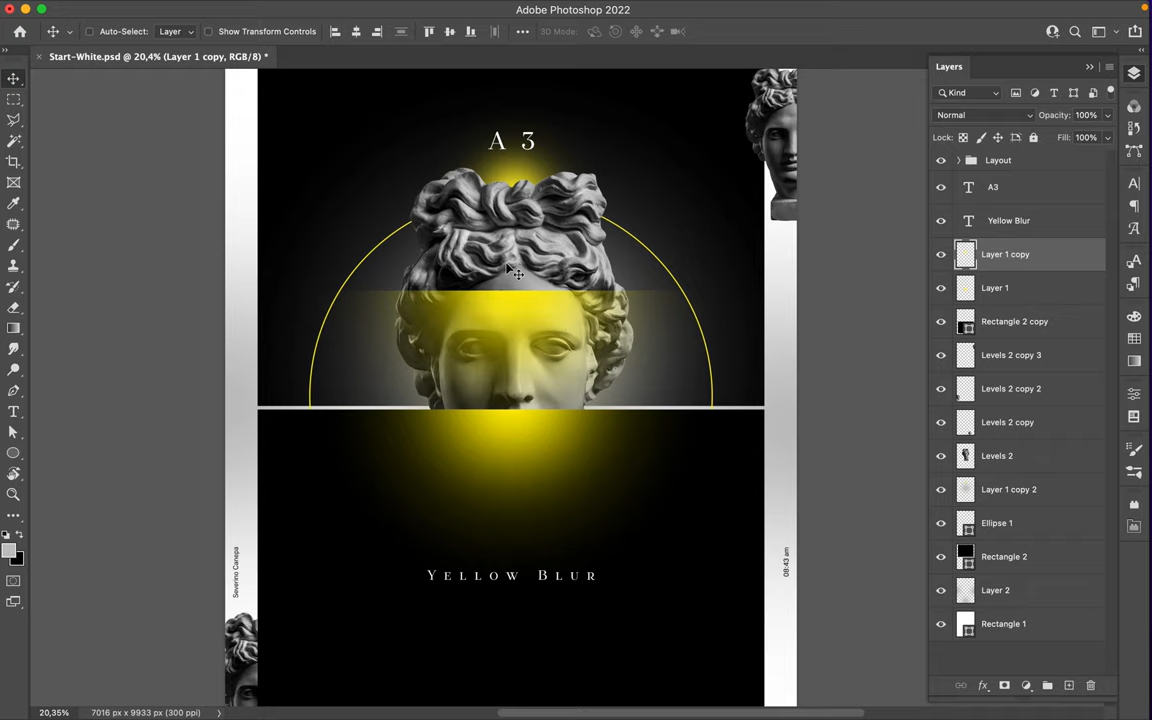 Adobe Photoshop 2022
Auto-Select:
Layer
Show Transform Controls
3D Mode:
Start-White.psd @ 20,4% (Layer 1 copy, RGB/8) *
Layers
Kind
Normal
Opacity: 100%
Lock:
Fill: 100%
Layout
A3
Yellow Blur
Layer 1 copy
Layer 1
Rectangle 2 copy
Levels 2 copy 3
Levels 2 copy 2
Levels 2 copy
Levels 2
Layer 1 copy 2
Ellipse 1
Rectangle 2
Layer 2
Rectangle 1
A 3
Yellow Blur
Severino Canepa
08:43 am
20,35%
7016 px x 9933 px (300 ppi)